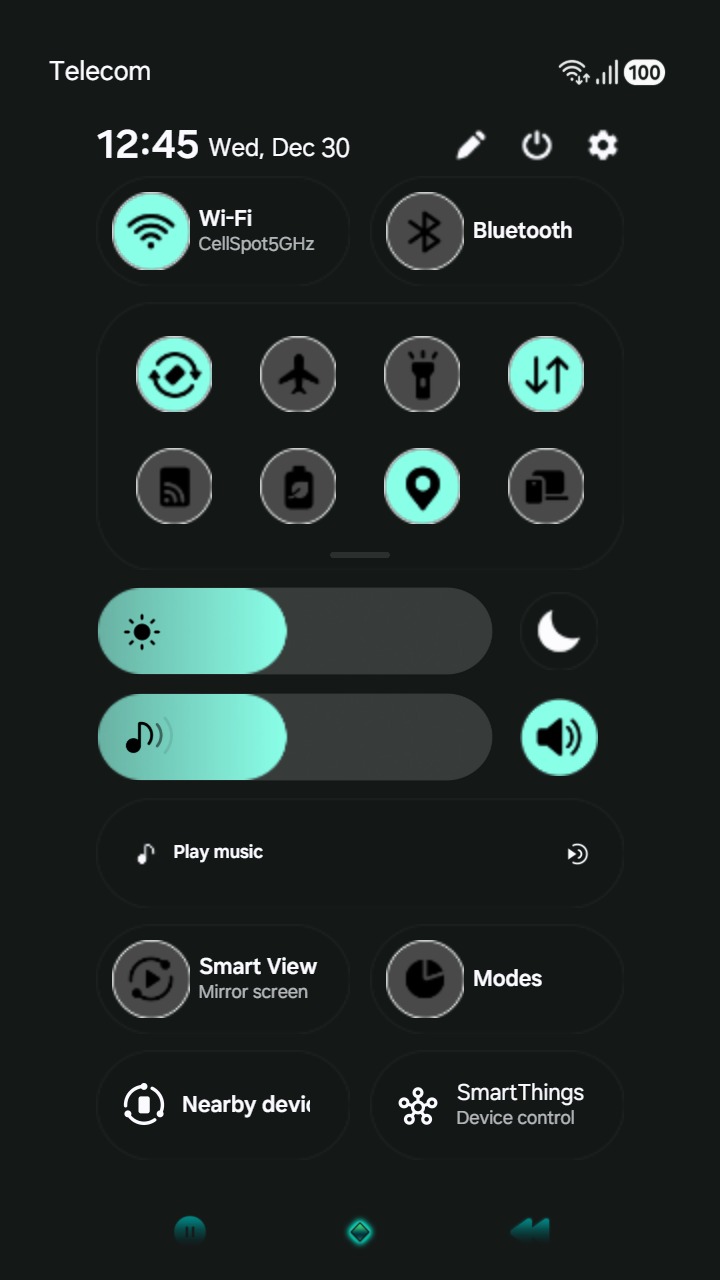 Telecom
100
12:45 Wed, Dec 30
Wi-Fi
CellSpot5GHz
Bluetooth
Play music
Smart View
Mirror screen
Modes
Nearby devi
SmartThings
Device control